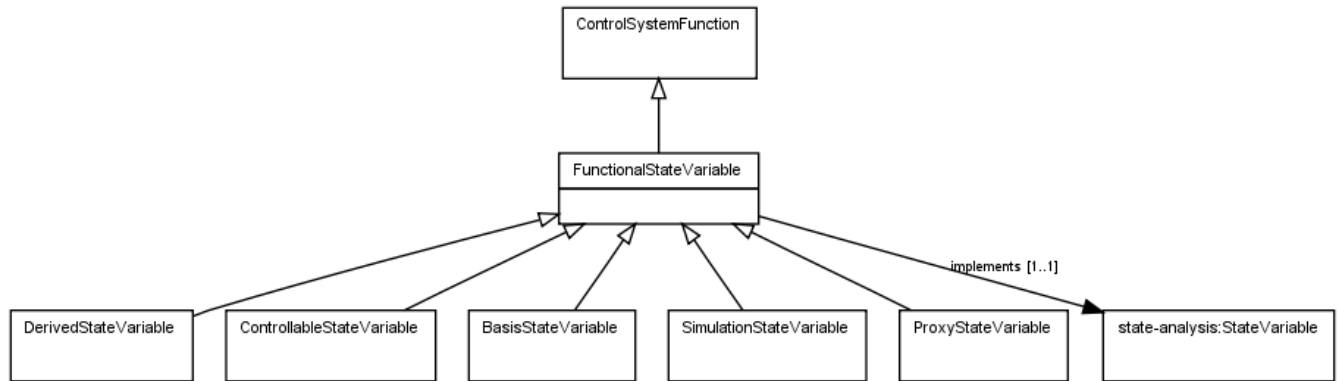 ControlSystemFunction
FunctionalStateVariable
implements [1..1]
DerivedStateVariable
ControllableStateVariable
BasisStateVariable
SimulationStateVariable
ProxyStateVariable
state-analysis:StateVariable